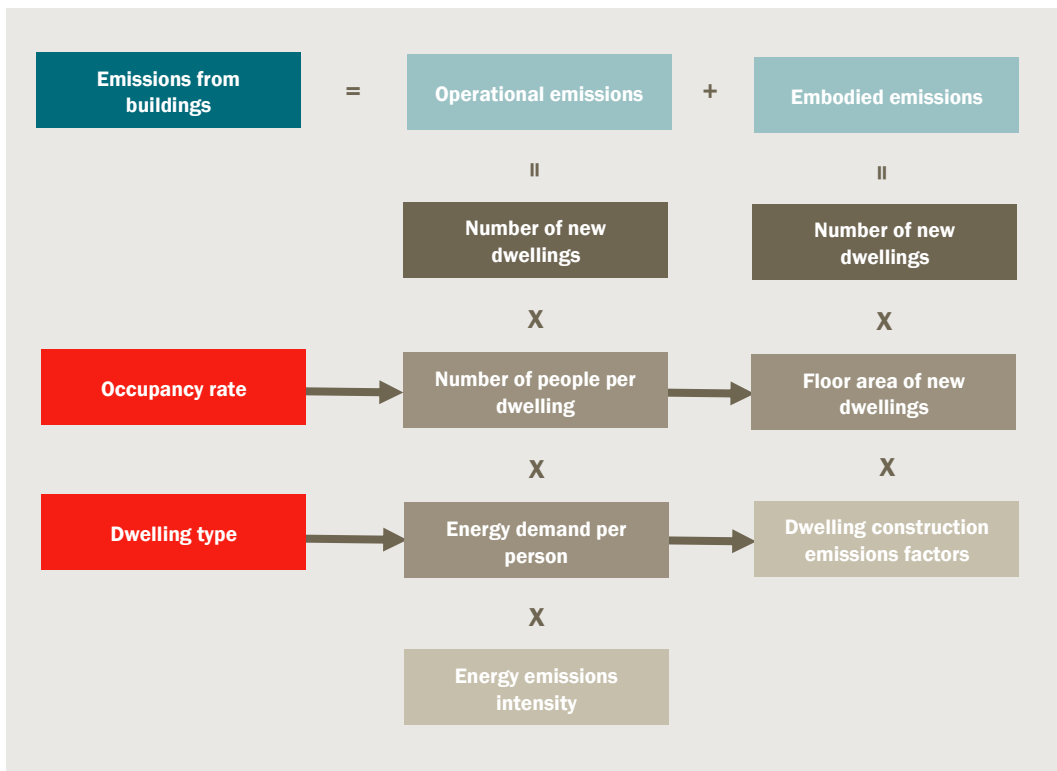 Emissions from
buildings
=
Operational emissions
+
Embodied emissions
=
=
Number of new
dwellings
Number of new
dwellings
X
X
Occupancy rate
Number of people per
dwelling
Floor area of new
dwellings
X
X
Dwelling type
Energy demand per
person
Dwelling construction
emissions factors
X
Energy emissions
intensity